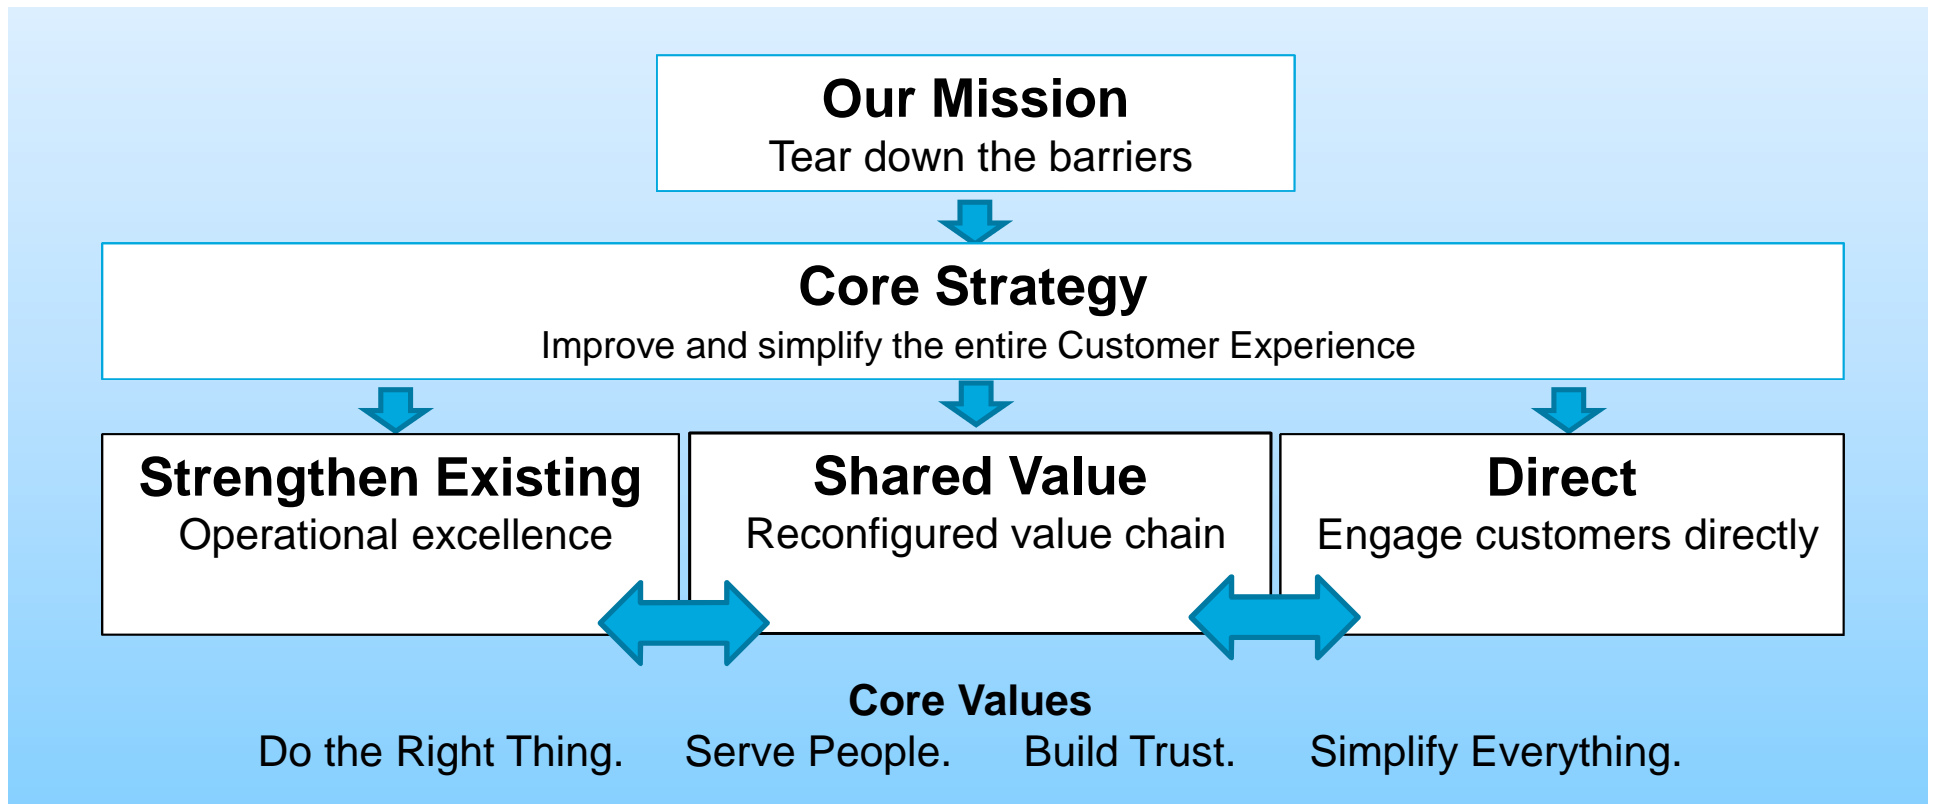 Our Mission
Tear down the barriers
Core Strategy
Improve and simplify the entire Customer Experience
Strengthen Existing
Operational excellence
Shared Value
Reconfigured value chain
Direct
Engage customers directly
Core Values
Do the Right Thing. Serve People. Build Trust. Simplify Everything.